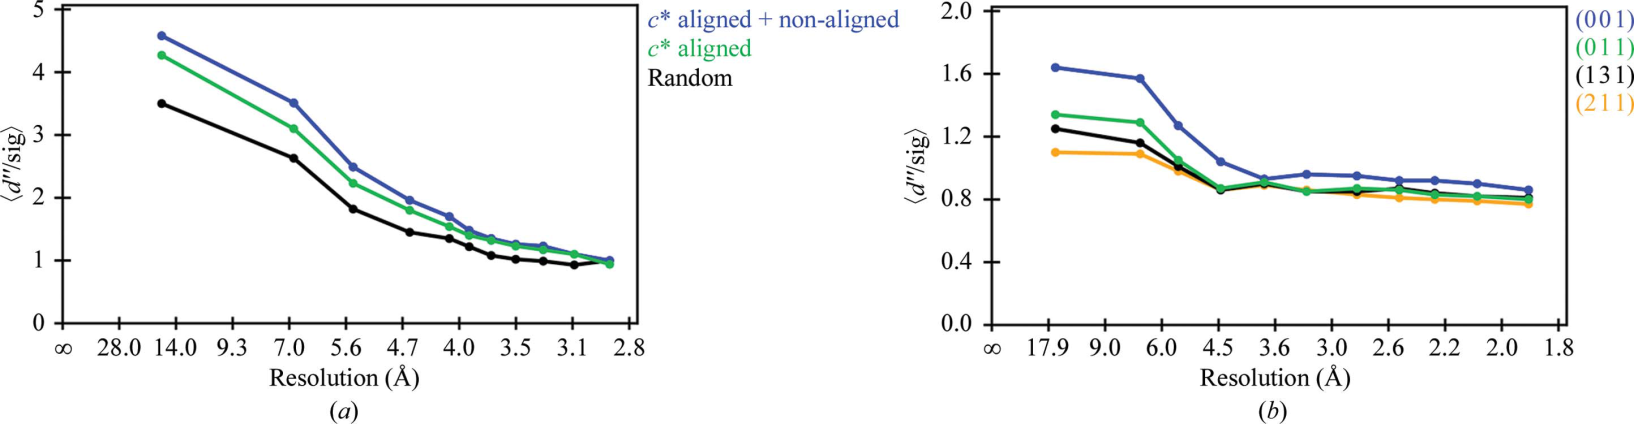 5
4
3
2
1
0
⟨d″/sig⟩
∞ 28.0 14.0 9.3 7.0 5.6 4.7 4.0 3.5 3.1 2.8
Resolution (Å)
(a)
c* aligned + non-aligned
c* aligned
Random
2.0
1.6
1.2
0.8
0.4
0.0
⟨d″/sig⟩
∞ 17.9 9.0 6.0 4.5 3.6 3.0 2.6 2.2 2.0 1.8
Resolution (Å)
(b)
(001)
(011)
(131)
(211)